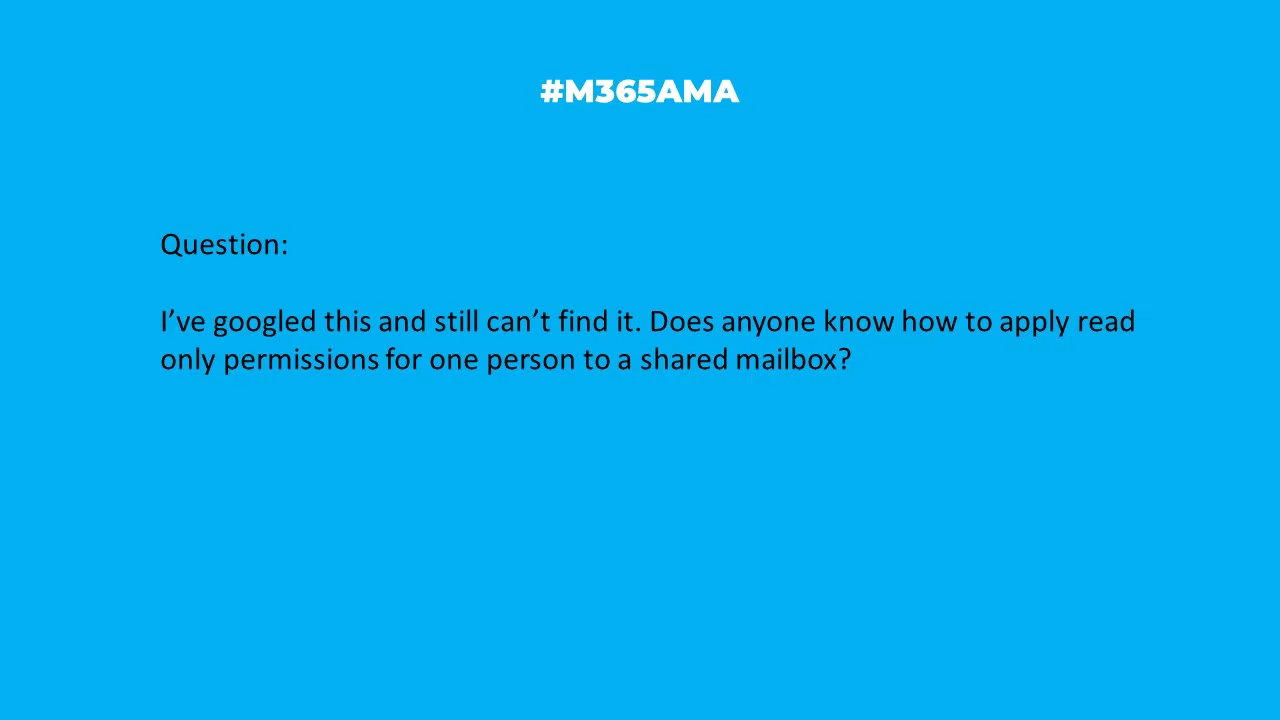 #M365AMA
Question:
I’ve googled this and still can’t find it. Does anyone know how to apply read
only permissions for one person to a shared mailbox?